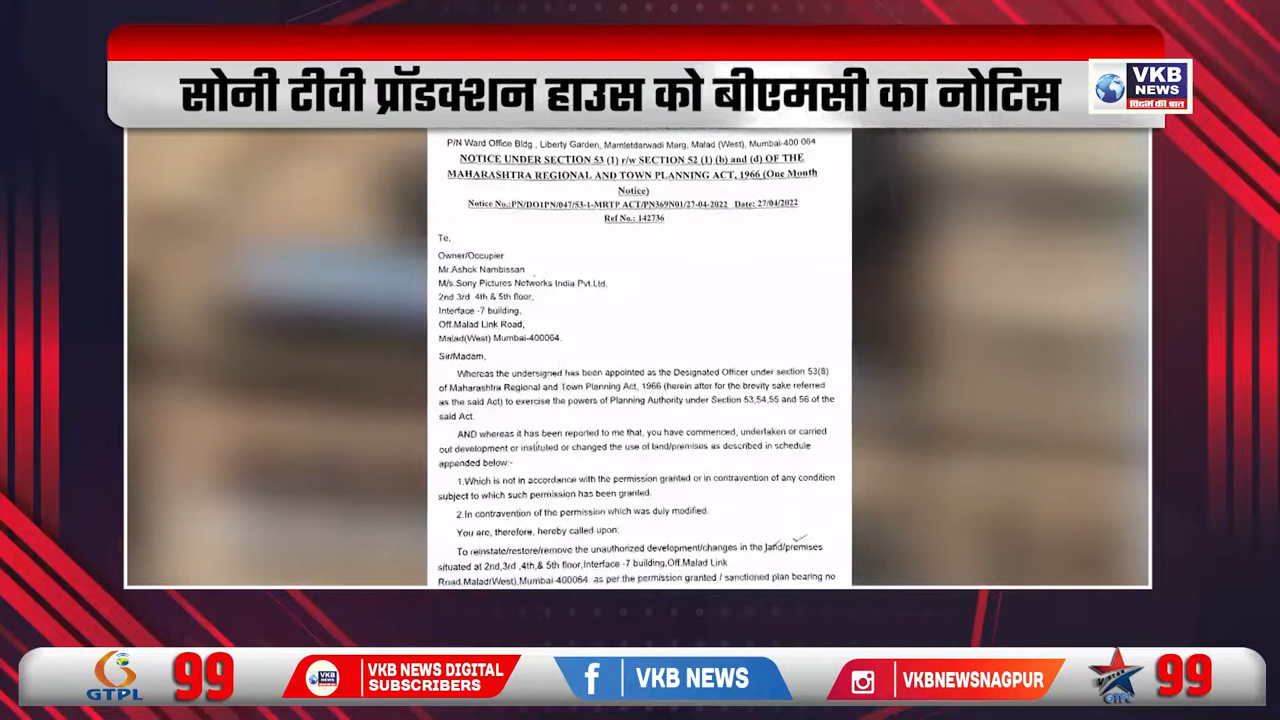 सोनी टीवी प्रॉडक्शन हाउस को बीएमसी का नोटिस
VKB
NEWS
विदर्भ की बात
P/N Ward Office Bldg., Liberty Garden, Mamletdarwadi Marg, Malad (West), Mumbai-400 064
NOTICE UNDER SECTION 53 (1) r/w SECTION 52 (1) (b) and (d) OF THE
MAHARASHTRA REGIONAL AND TOWN PLANNING ACT, 1966 (One Month
Notice)
Notice No.:PN/DO1PN/047/53-1-MRTP ACT/PN369N01/27-04-2022 Date: 27/04/2022
Ref No.: 142736
To,
Owner/Occupier
Mr.Ashok Nambissan
M/s.Sony Pictures Networks India Pvt.Ltd.
2nd 3rd 4th & 5th floor,
Interface -7 building,
Off.Malad Link Road,
Malad(West) Mumbai-400064.
Sir/Madam,
Whereas the undersigned has been appointed as the Designated Officer under section 53(8)
of Maharashtra Regional and Town Planning Act, 1966 (herein after for the brevity sake referred
as the said Act) to exercise the powers of Planning Authority under Section 53,54,55 and 56 of the
said Act.
AND whereas it has been reported to me that, you have commenced, undertaken or carried
out development or instituted or changed the use of land/premises as described in schedule
appended below:-
1.Which is not in accordance with the permission granted or in contravention of any condition
subject to which such permission has been granted.
2.In contravention of the permission which was duly modified.
You are, therefore, hereby called upon:
To reinstate/restore/remove the unauthorized development/changes in the land/premises
situated at 2nd,3rd ,4th,& 5th floor,Interface -7 building,Off.Malad Link
Road,Malad(West),Mumbai-400064. as per the permission granted / sanctioned plan bearing no
GTPL
99
VKB NEWS DIGITAL
SUBSCRIBERS
VKB NEWS
VKBNEWSNAGPUR
GTPL
99